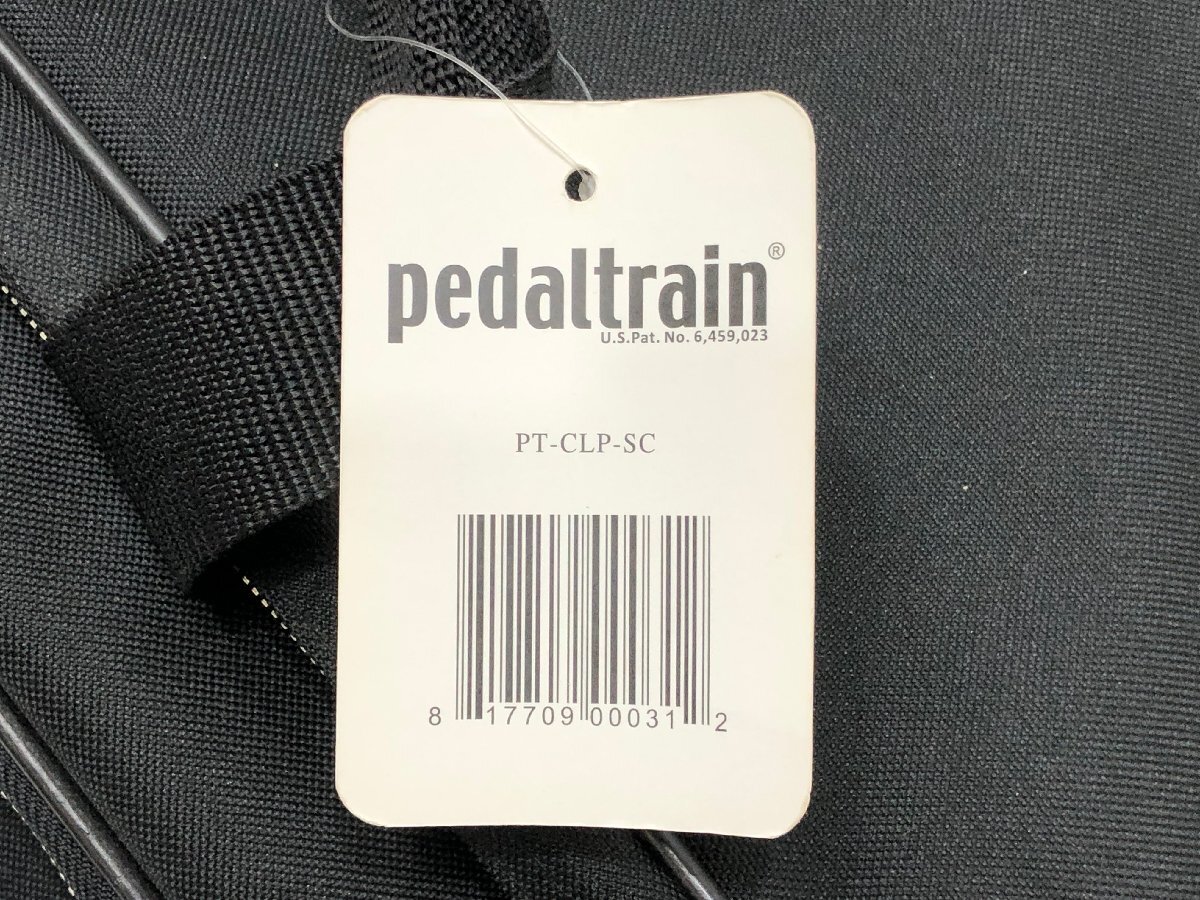 pedaltrain®
U.S.Pat. No. 6,459,023
PT-CLP-SC
8 17709 00031 2